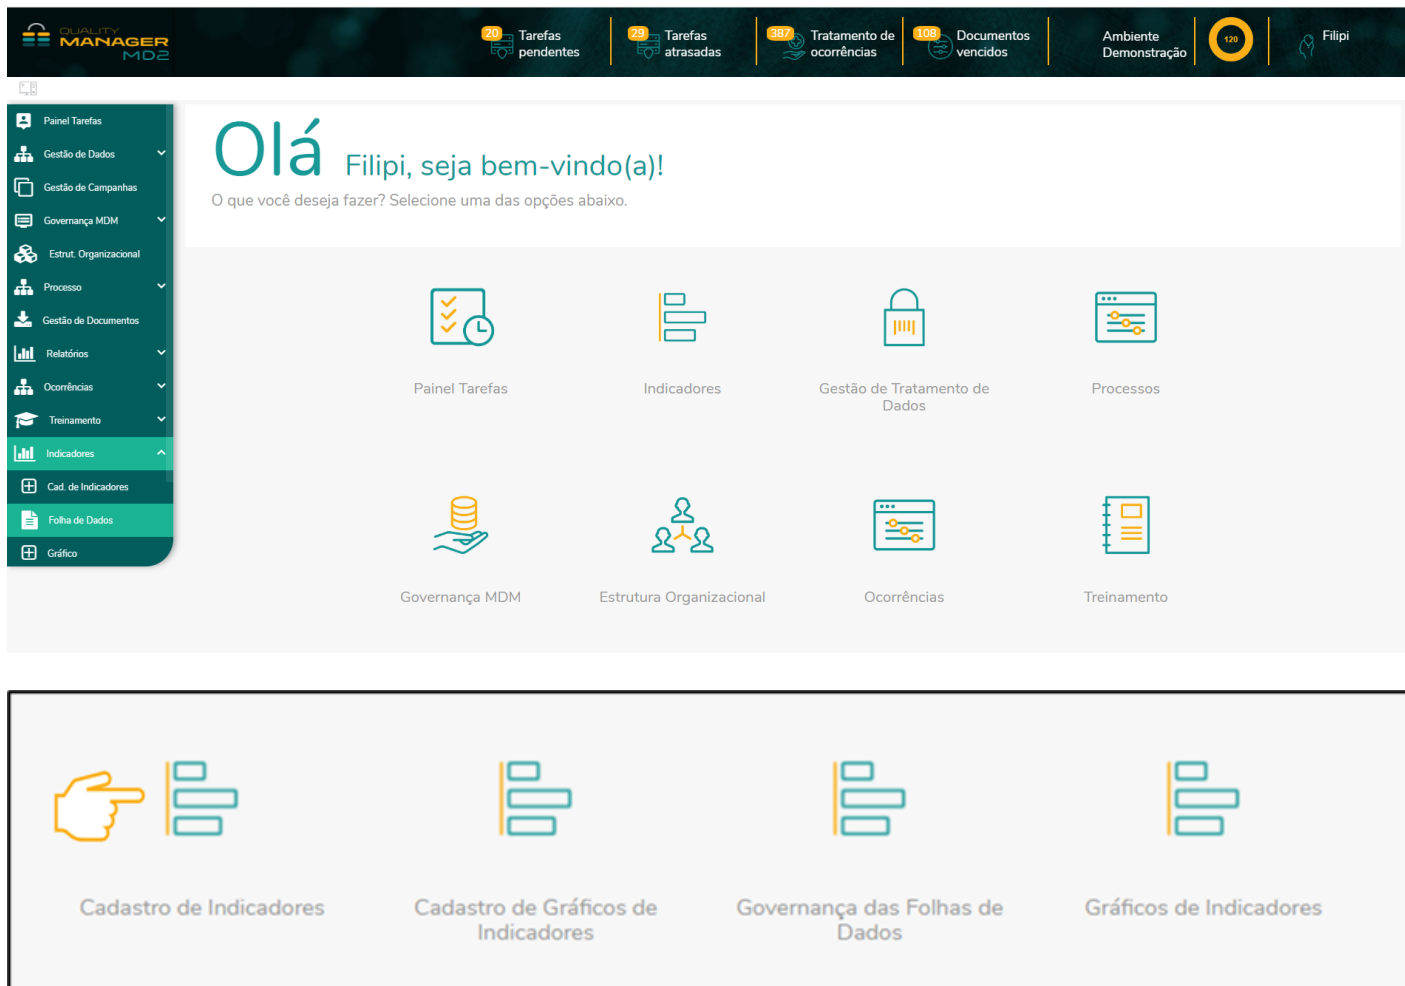 QUALITY
MANAGER
MD2
20
Tarefas
pendentes
29
Tarefas
atrasadas
387
Tratamento de
ocorrências
108
Documentos
vencidos
Ambiente
Demonstração
120
Filipi
Painel Tarefas
Gestão de Dados
Gestão de Campanhas
Governança MDM
Estrut. Organizacional
Processo
Gestão de Documentos
Relatórios
Ocorrências
Treinamento
Indicadores
Cad. de Indicadores
Folha de Dados
Gráfico
Olá Filipi, seja bem-vindo(a)!
O que você deseja fazer? Selecione uma das opções abaixo.
Painel Tarefas
Indicadores
Gestão de Tratamento de
Dados
Processos
Governança MDM
Estrutura Organizacional
Ocorrências
Treinamento
Cadastro de Indicadores
Cadastro de Gráficos de
Indicadores
Governança das Folhas de
Dados
Gráficos de Indicadores